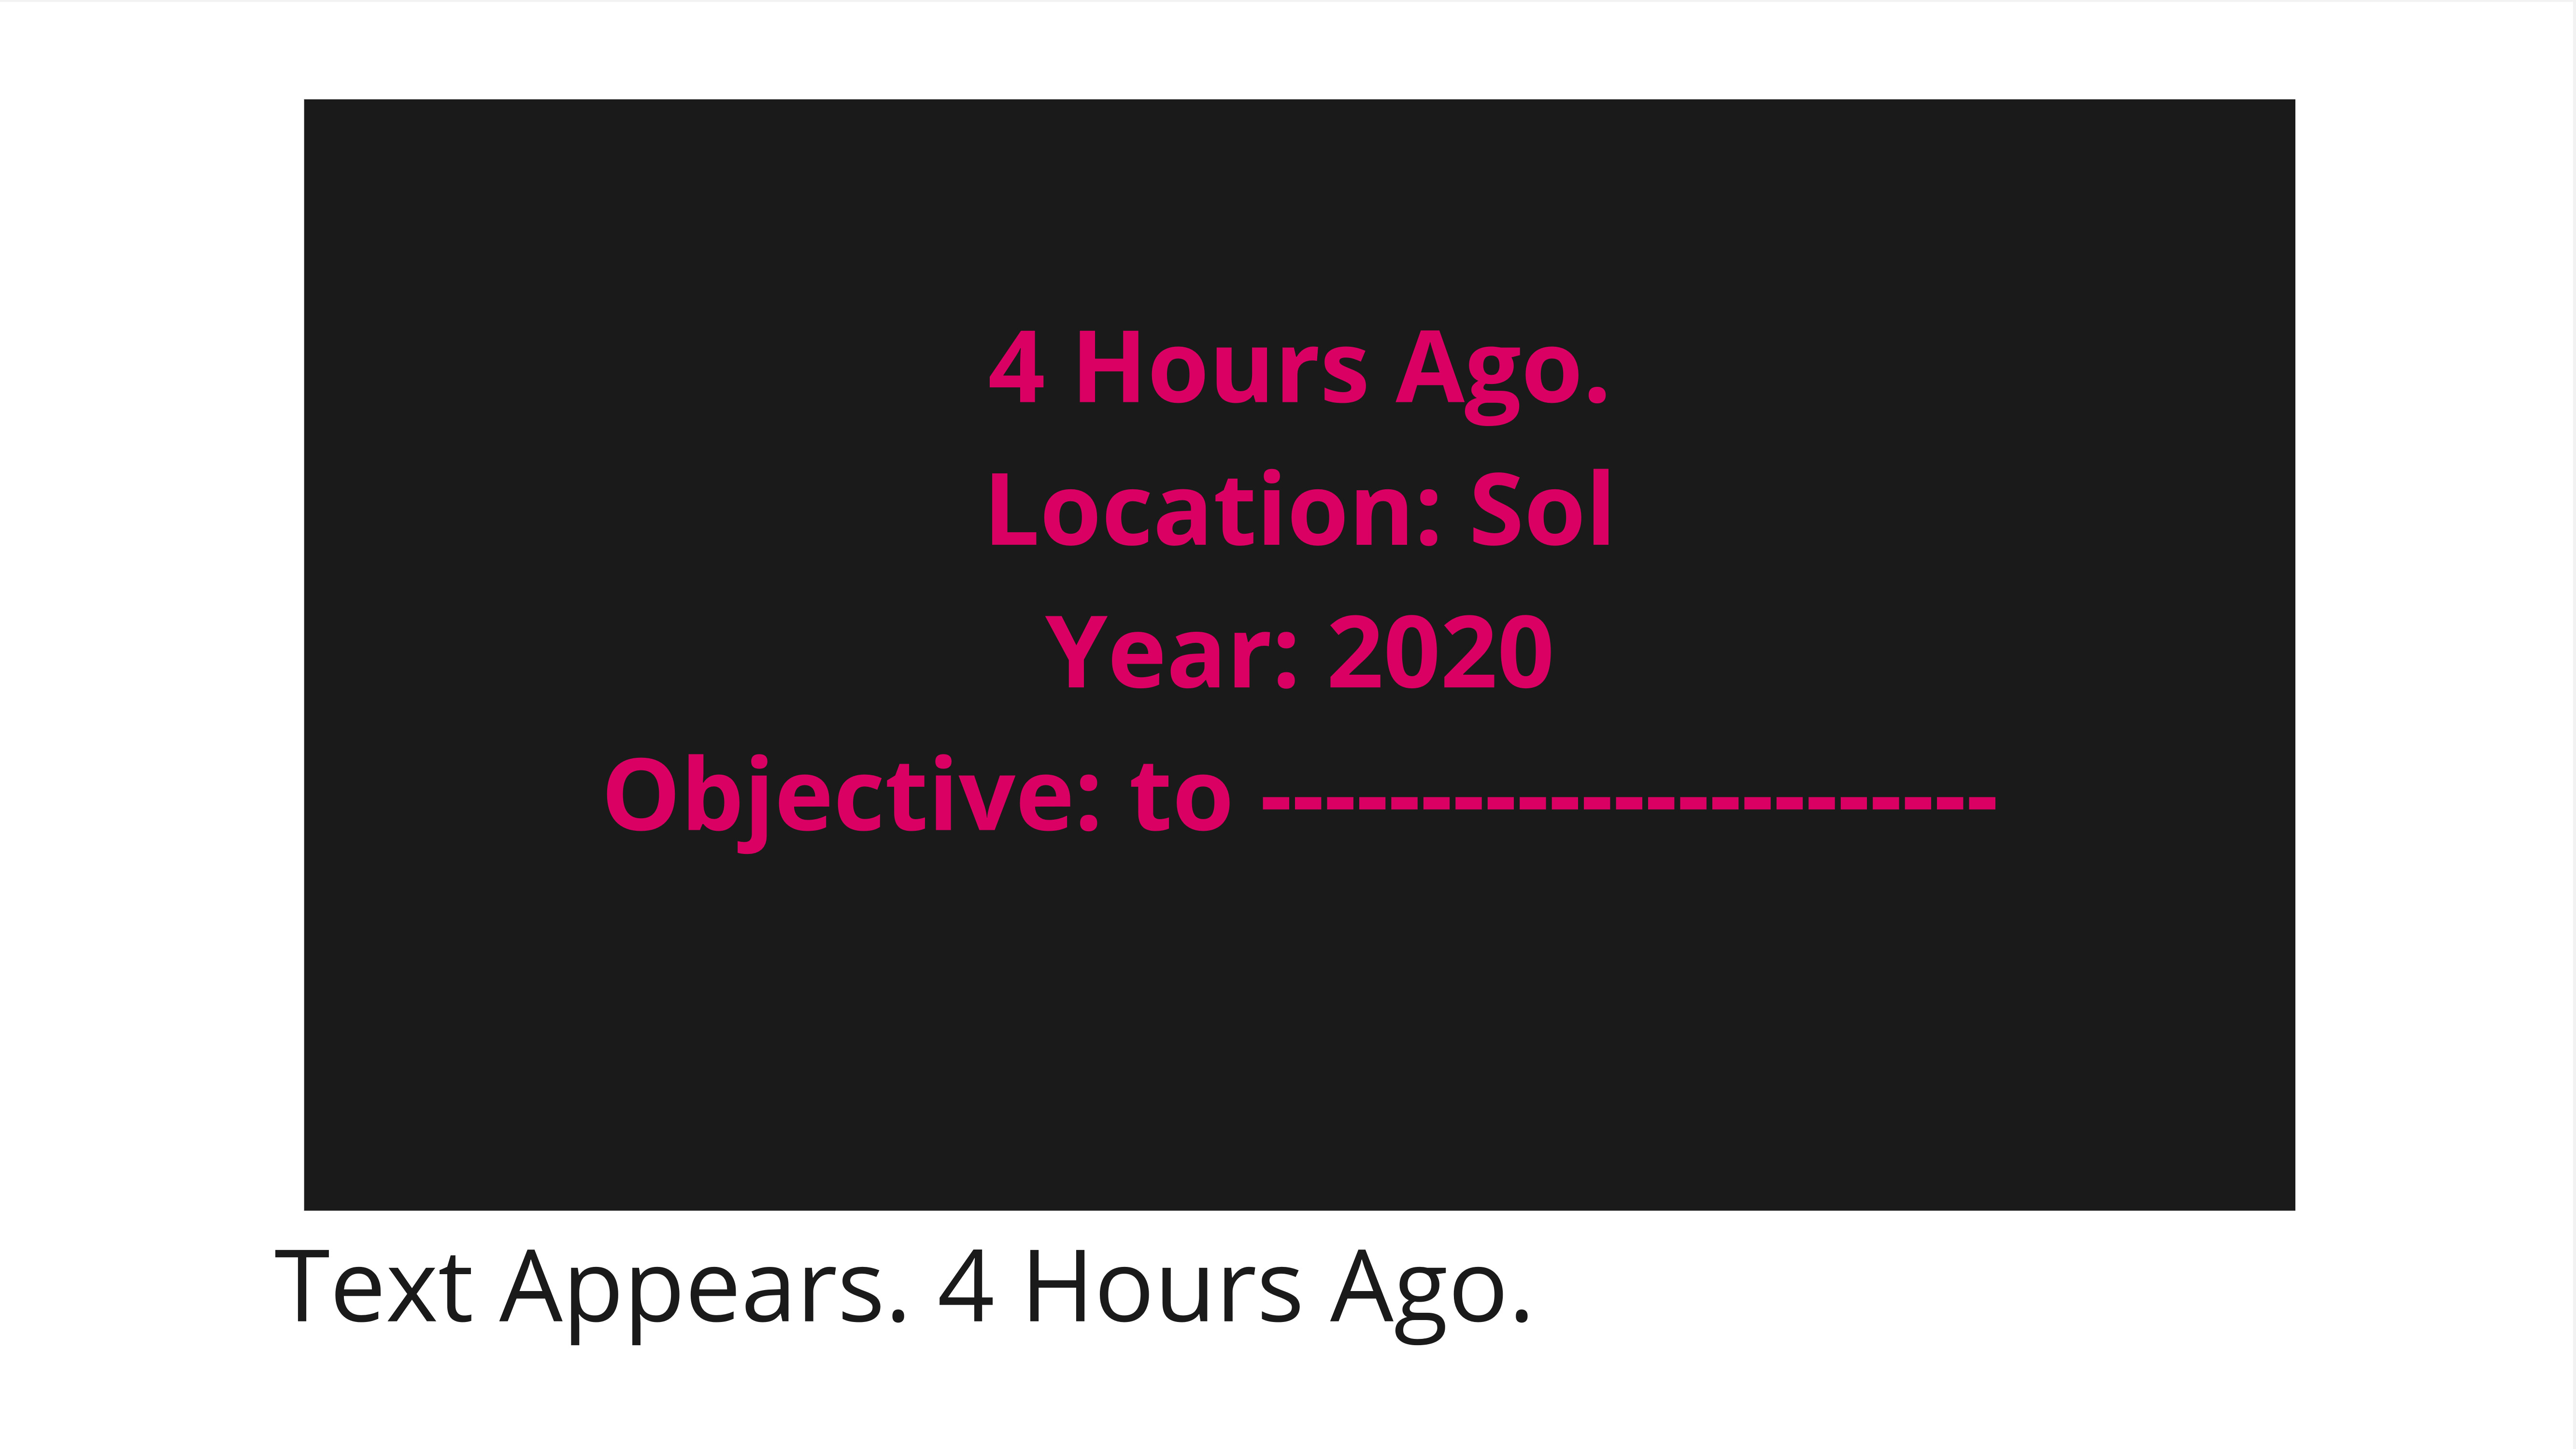 4 Hours Ago.
Location: Sol
Year: 2020
Objective: to -----------------------
Text Appears. 4 Hours Ago.